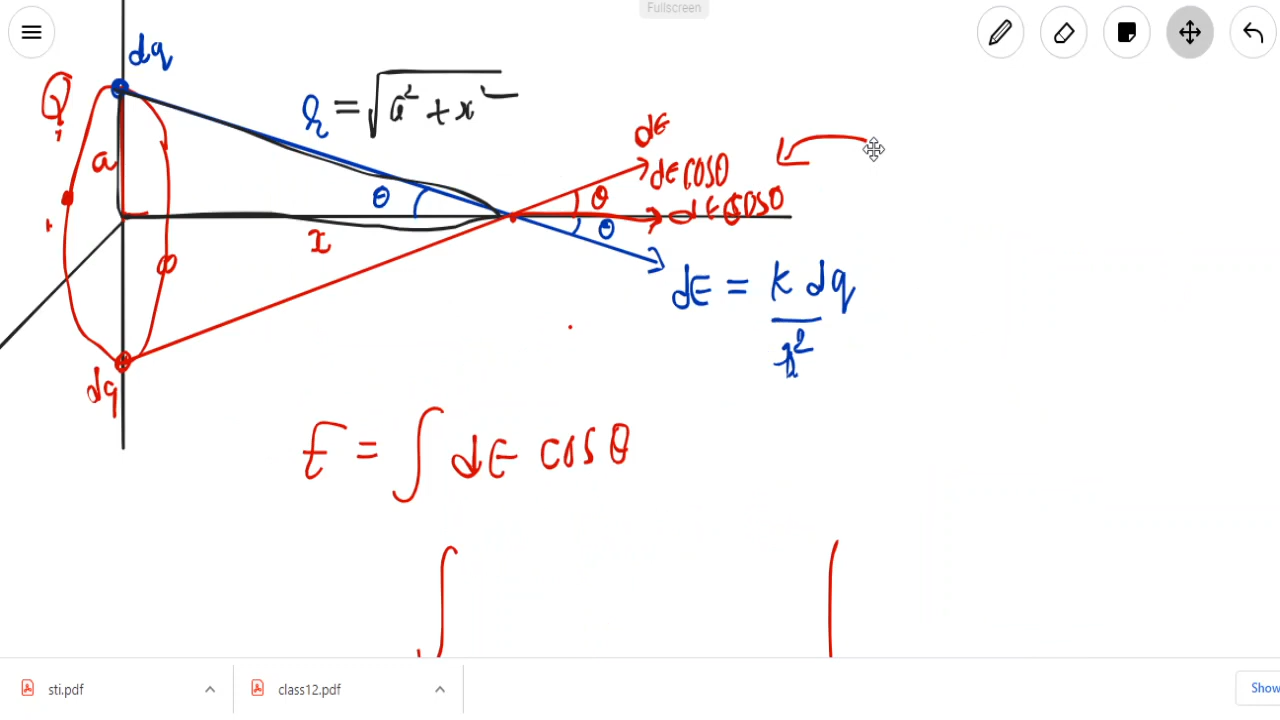 Fullscreen
dq
Q
r = √a² + x²
a
θ
x
dE
dE cosθ
θ
dE cosθ
θ
dE = k dq
r²
dq
E = ∫ dE cosθ
∫
sti.pdf
class12.pdf
Show